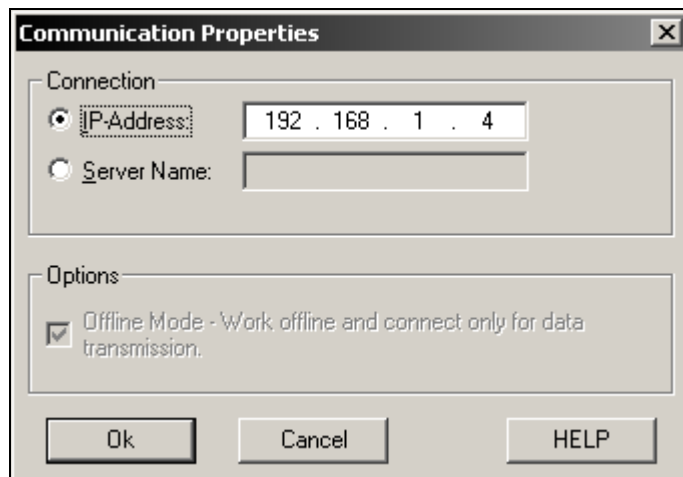 Communication Properties
Connection
IP-Address: 192 . 168 . 1 . 4
Server Name:
Options
Offline Mode - Work offline and connect only for data
transmission.
Ok Cancel HELP